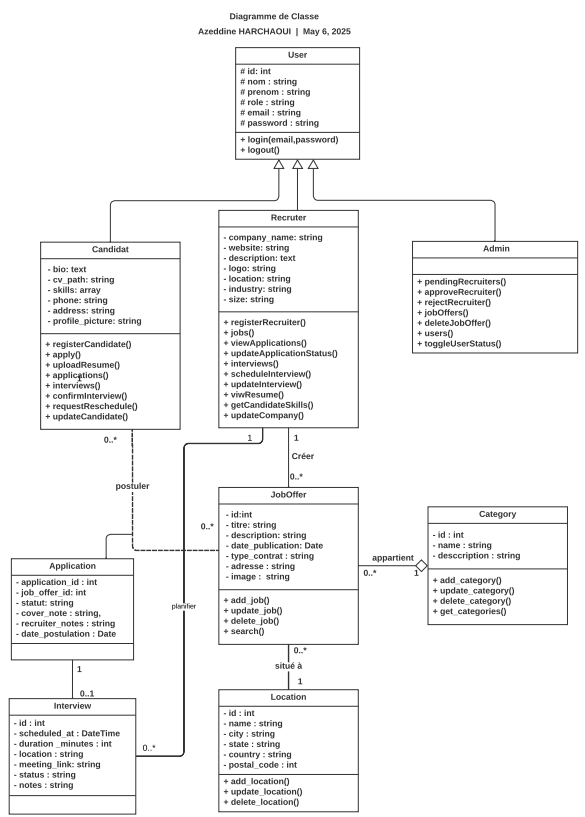 Diagramme de Classe
Azeddine HARCHAOUI | May 6, 2025
User
# id: int
# nom : string
# prenom : string
# role : string
# email : string
# password : string
+ login(email,password)
+ logout()
Candidat
- bio: text
- cv_path: string
- skills: array
- phone: string
- address: string
- profile_picture: string
+ registerCandidate()
+ apply()
+ uploadResume()
+ applications()
+ interviews()
+ confirmInterview()
+ requestReschedule()
+ updateCandidate()
Recruter
- company_name: string
- website: string
- description: text
- logo: string
- location: string
- industry: string
- size: string
+ registerRecruiter()
+ jobs()
+ viewApplications()
+ updateApplicationStatus()
+ interviews()
+ scheduleInterview()
+ updateInterview()
+ viwResume()
+ getCandidateSkills()
+ updateCompany()
Admin
+ pendingRecruiters()
+ approveRecruiter()
+ rejectRecruiter()
+ jobOffers()
+ deleteJobOffer()
+ users()
+ toggleUserStatus()
0..*
1
1
Créer
0..*
postuler
0..*
JobOffer
- id:int
- titre: string
- description: string
- date_publication: Date
- type_contrat : string
- adresse : string
- image : string
+ add_job()
+ update_job()
+ delete_job()
+ search()
appartient
0..*
1
Category
- id : int
- name : string
- desccription : string
+ add_category()
+ update_category()
+ delete_category()
+ get_categories()
Application
- application_id : int
- job_offer_id: int
- statut: string
- cover_note : string,
- recruiter_notes : string
- date_postulation : Date
planifier
1
0..1
0..*
situé à
1
Interview
- id : int
- scheduled_at : DateTime
- duration _minutes : int
- location : string
- meeting_link: string
- status : string
- notes : string
0..*
Location
- id : int
- name : string
- city : string
- state : string
- country : string
- postal_code : int
+ add_location()
+ update_location()
+ delete_location()